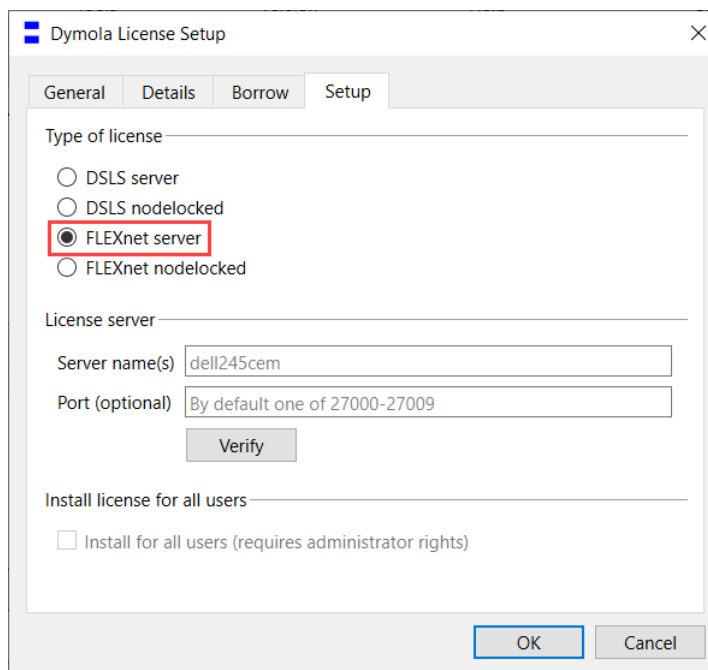 Dymola License Setup
General Details Borrow Setup
Type of license
DSLS server
DSLS nodelocked
FLEXnet server
FLEXnet nodelocked
License server
Server name(s) dell245cem
Port (optional) By default one of 27000-27009
Verify
Install license for all users
Install for all users (requires administrator rights)
OK Cancel